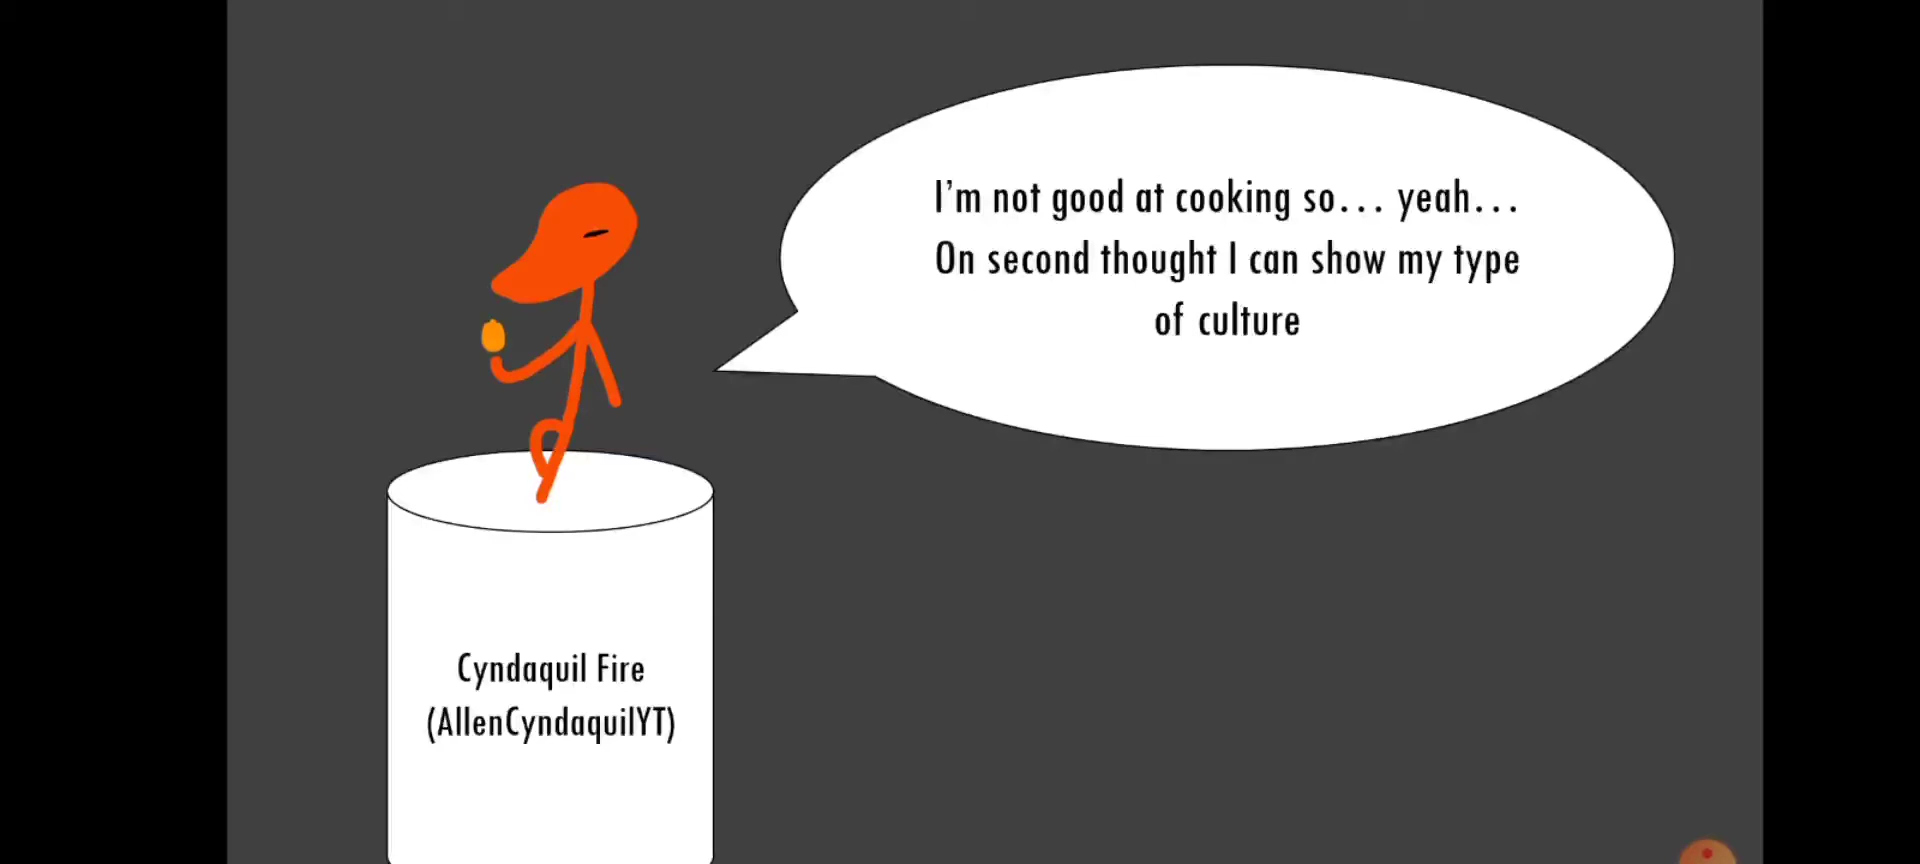 I'm not good at cooking so... yeah...
On second thought I can show my type
of culture
Cyndaquil Fire
(AllenCyndaquilYT)